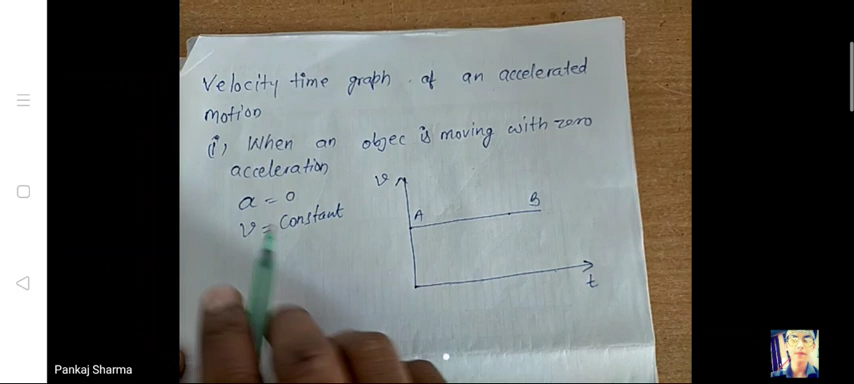 Velocity time graph of an accelerated
motion
(i) When an objec is moving with zero
acceleration
a = 0
v = Constant
v
A
B
t
Pankaj Sharma